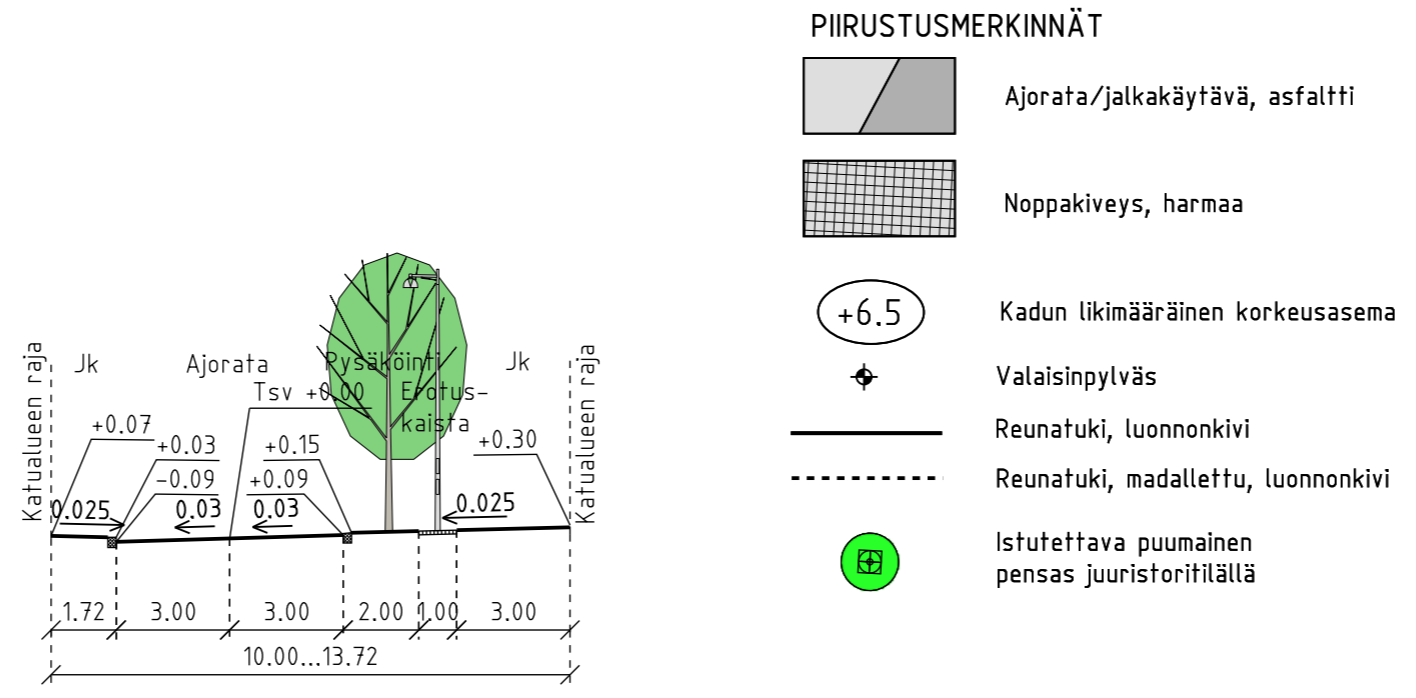 PIIRUSTUSMERKINNÄT
Ajorata/jalkakäytävä, asfaltti
Noppakiveys, harmaa
+6.5
Kadun likimääräinen korkeusasema
Valaisinpylväs
Reunatuki, luonnonkivi
Reunatuki, madallettu, luonnonkivi
Istutettava puumainen
pensas juuristoritilällä
Katualueen raja
Jk
Ajorata
Pysäköinti
Jk
Katualueen raja
Tsv +0.00
Erotus-
kaista
+0.07
+0.03
+0.15
+0.30
-0.09
+0.09
0.025
0.03
0.03
0.025
1.72
3.00
3.00
2.00
1.00
3.00
10.00...13.72